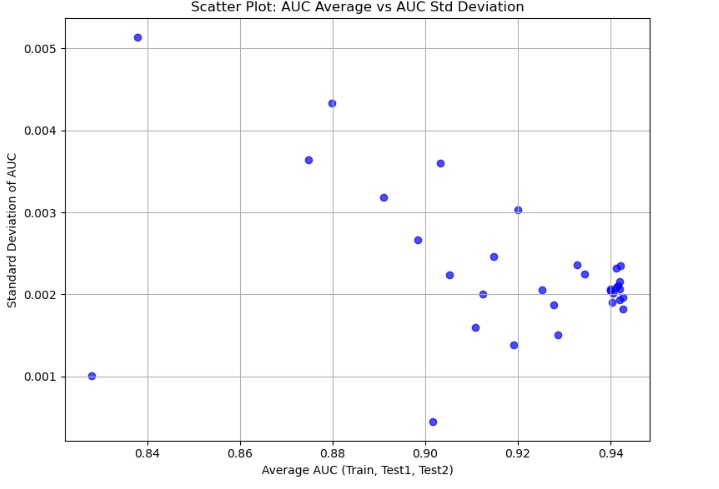 Scatter Plot: AUC Average vs AUC Std Deviation
0.005
0.004
0.003
0.002
0.001
Standard Deviation of AUC
0.84 0.86 0.88 0.90 0.92 0.94
Average AUC (Train, Test1, Test2)